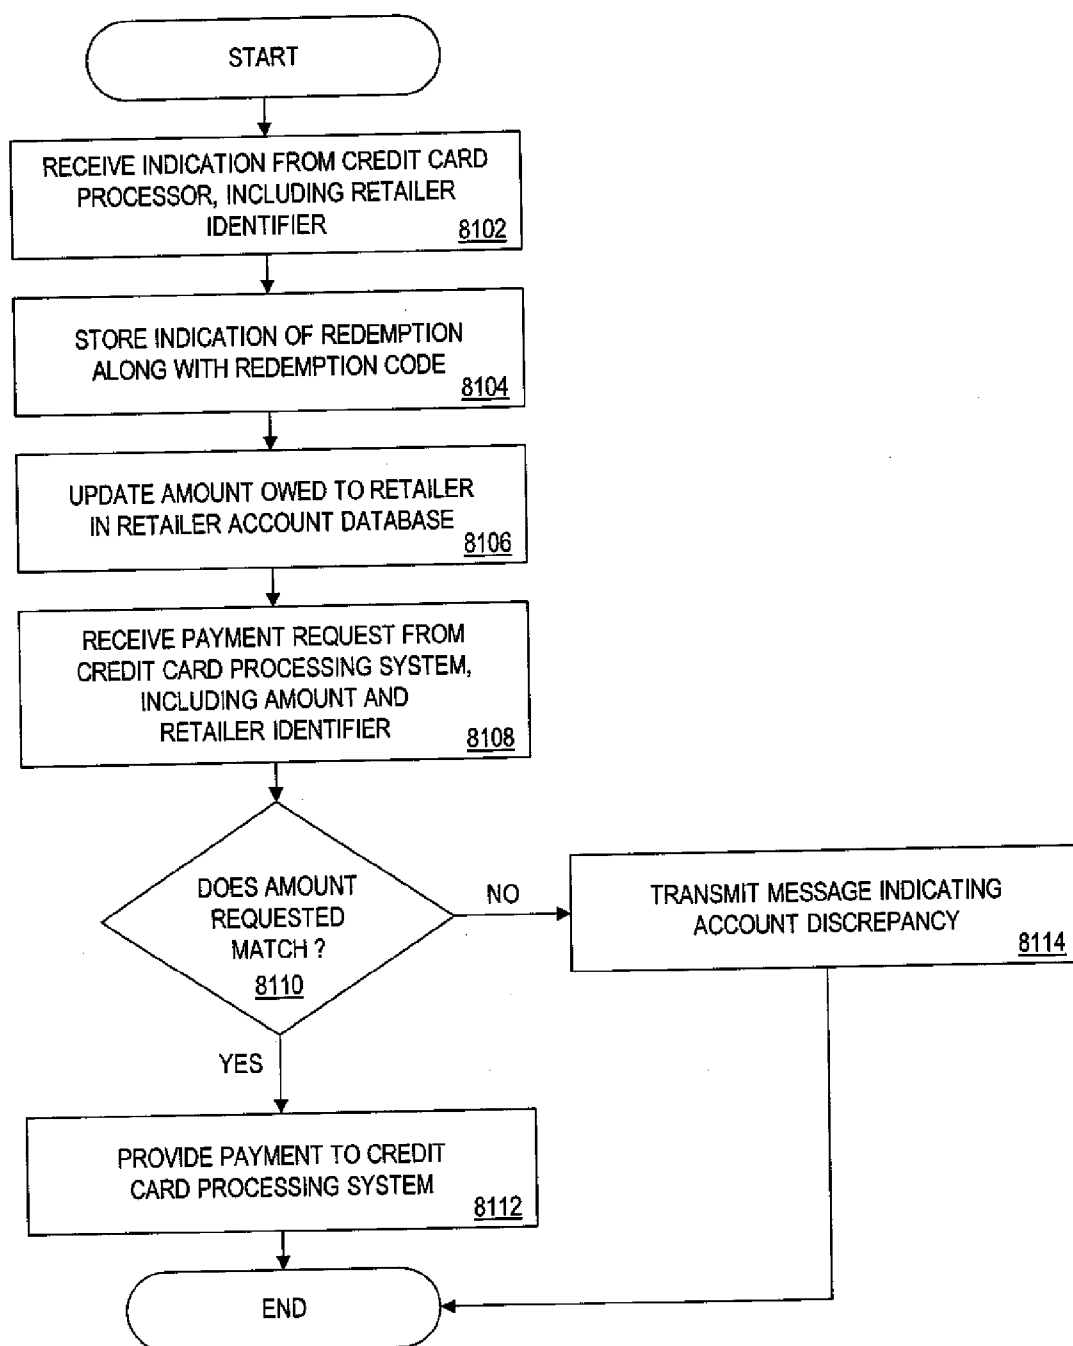 START
RECEIVE INDICATION FROM CREDIT CARD
PROCESSOR, INCLUDING RETAILER
IDENTIFIER
8102
STORE INDICATION OF REDEMPTION
ALONG WITH REDEMPTION CODE
8104
UPDATE AMOUNT OWED TO RETAILER
IN RETAILER ACCOUNT DATABASE
8106
RECEIVE PAYMENT REQUEST FROM
CREDIT CARD PROCESSING SYSTEM,
INCLUDING AMOUNT AND
RETAILER IDENTIFIER
8108
DOES AMOUNT
REQUESTED
MATCH ?
8110
NO
TRANSMIT MESSAGE INDICATING
ACCOUNT DISCREPANCY
8114
YES
PROVIDE PAYMENT TO CREDIT
CARD PROCESSING SYSTEM
8112
END